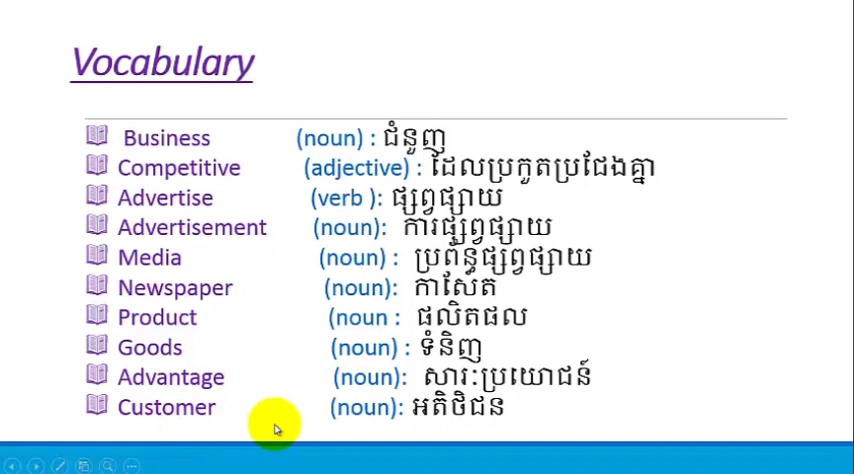 Vocabulary
Business (noun) : ជំនួញ
Competitive (adjective) : ដែលប្រកួតប្រជែងគ្នា
Advertise (verb ): ផ្សព្វផ្សាយ
Advertisement (noun): ការផ្សព្វផ្សាយ
Media (noun) : ប្រព័ន្ធផ្សព្វផ្សាយ
Newspaper (noun): កាសែត
Product (noun : ផលិតផល
Goods (noun) : ទំនិញ
Advantage (noun): សារៈប្រយោជន៍
Customer (noun): អតិថិជន